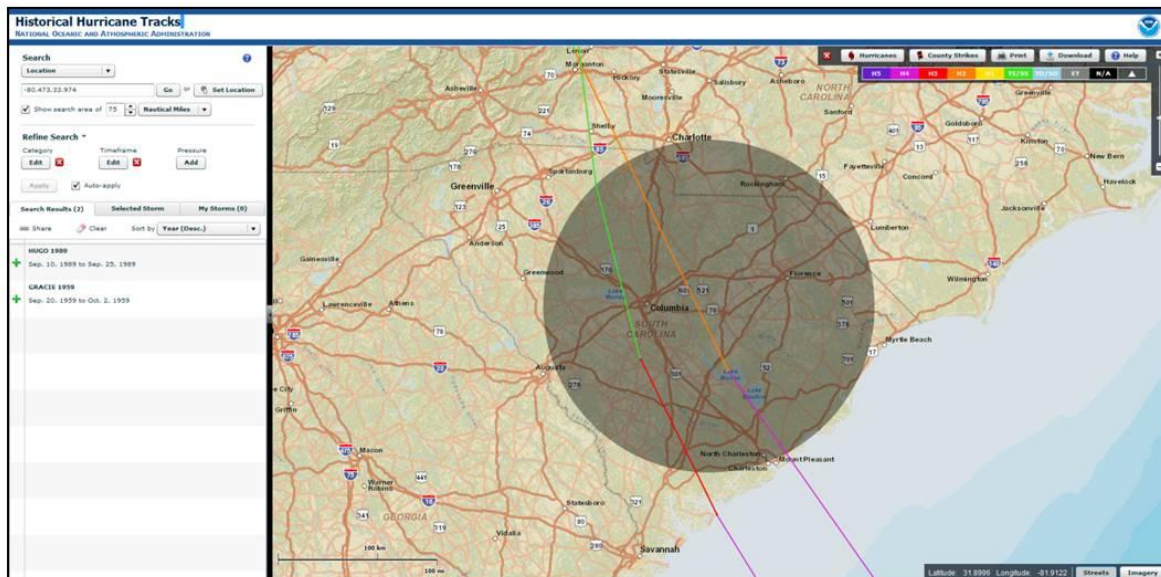 Historical Hurricane Tracks
NATIONAL OCEANIC AND ATMOSPHERIC ADMINISTRATION
Search
Location
-80.473,33.974 Go or Set Location
Show search area of 75 Nautical Miles
Refine Search
Category Timeframe Pressure
Edit Edit Add
Apply Auto-apply
Search Results (2) Selected Storm My Storms (0)
Share Clear Sort by Year (Desc.)
HUGO 1989
Sep. 10, 1989 to Sep. 25, 1989
GRACIE 1959
Sep. 20, 1959 to Oct. 2, 1959
Hurricanes County Strikes Print Download Help
H5 H4 H3 H2 H1 TS/SS TD/SD ET N/A
Lenoir
Morganton
Hickory
Statesville
Salisbury
Asheboro
Asheville
Mooresville
NORTH
CAROLINA
Sanford
Greenville
Goldsboro
Kinston
New Bern
Havelock
Shelby
Charlotte
Fayetteville
Concord
Jacksonville
Spartanburg
Greenville
Rockingham
Lumberton
Wilmington
Anderson
Gainesville
Greenwood
Florence
Lawrenceville
Athens
Columbia
SOUTH
CAROLINA
Myrtle Beach
Augusta
Griffin
Macon
Warner
Robins
North Charleston
Mount Pleasant
Charleston
Statesboro
GEORGIA
Vidalia
Savannah
100 km
Latitude: 31.8996 Longitude: -81.9122 Streets Imagery